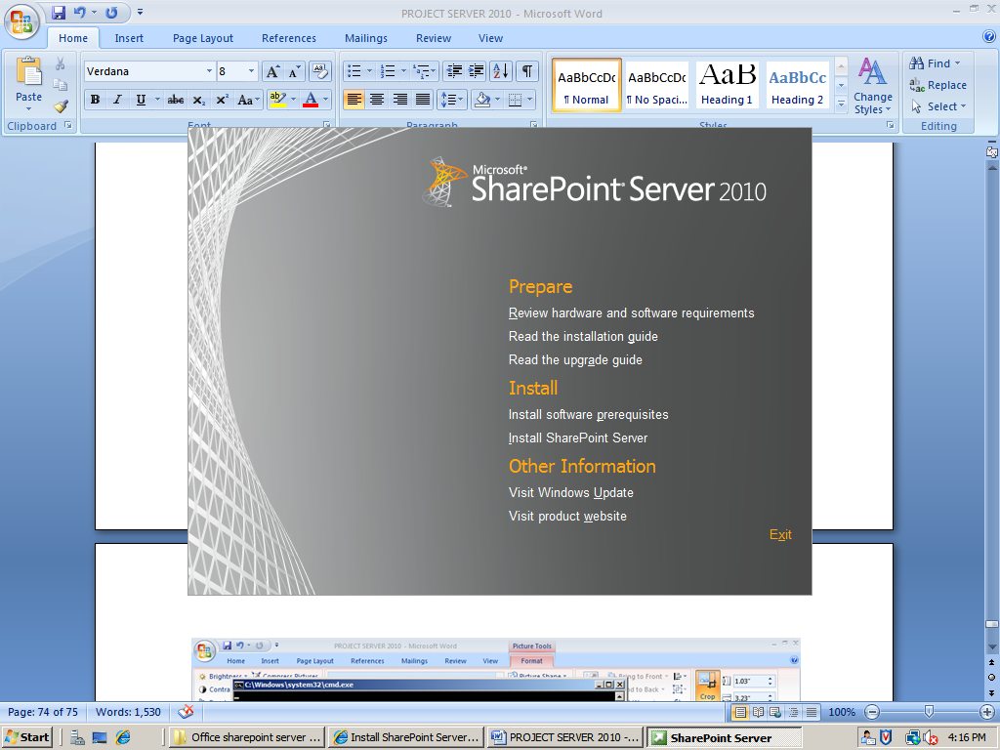 PROJECT SERVER 2010 - Microsoft Word
Home Insert Page Layout References Mailings Review View
Paste
Verdana 8
B I U abc x₂ x² Aa
AaBbCcDc AaBbCcDc AaB AaBbCc
¶ Normal ¶ No Spaci... Heading 1 Heading 2
Change Styles
Find
Replace
Select
Clipboard Font Paragraph Styles Editing
Microsoft®
SharePoint® Server 2010
Prepare
Review hardware and software requirements
Read the installation guide
Read the upgrade guide
Install
Install software prerequisites
Install SharePoint Server
Other Information
Visit Windows Update
Visit product website
Exit
PROJECT SERVER 2010 - Microsoft Word Picture Tools
Home Insert Page Layout References Mailings Review View Format
Brightness Compress Pictures Picture Shape Bring to Front 1.03"
Contra C:\Windows\system32\cmd.exe nd to Back Crop 3.23"
Page: 74 of 75 Words: 1,530 100%
Start Office sharepoint server ... Install SharePoint Server... PROJECT SERVER 2010 -... SharePoint Server 4:16 PM